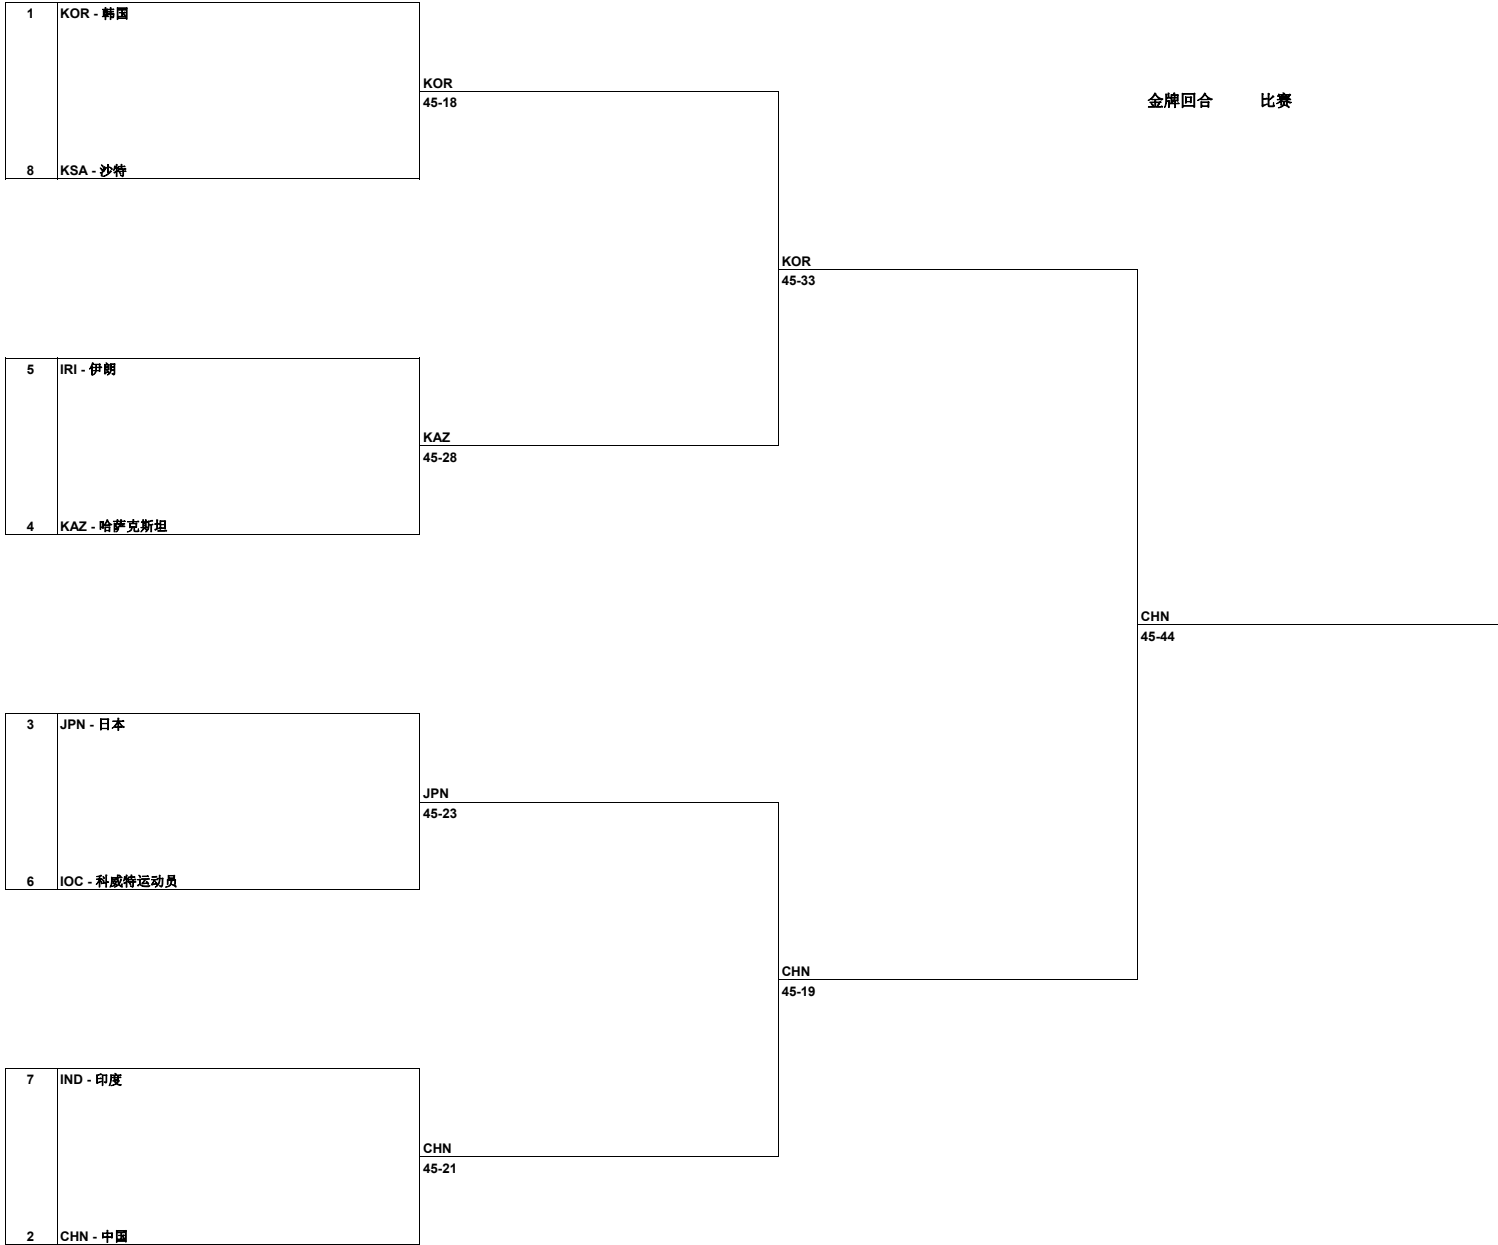 1 KOR - 韩国
KOR
45-18
金牌回合 比赛
8 KSA - 沙特
KOR
45-33
5 IRI - 伊朗
KAZ
45-28
4 KAZ - 哈萨克斯坦
CHN
45-44
3 JPN - 日本
JPN
45-23
6 IOC - 科威特运动员
CHN
45-19
7 IND - 印度
CHN
45-21
2 CHN - 中国